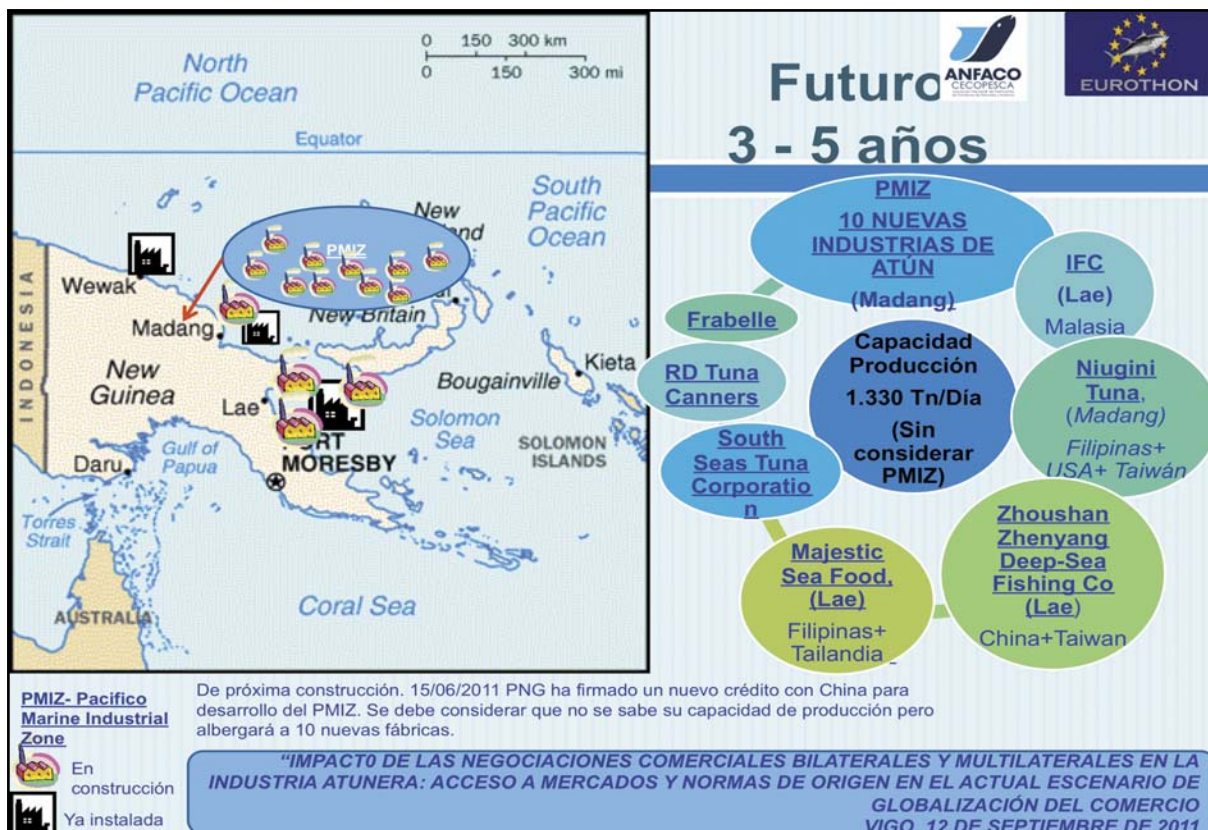 0 150 300 km
0 150 300 mi
North
Pacific Ocean
Equator
South
Pacific
Ocean
New
PMIZ
Wewak
Madang
New Britain
INDONESIA
New
Guinea
Lae
Bougainville
Kieta
Solomon
Sea
SOLOMON
ISLANDS
Gulf of
Papua
Daru
MORESBY
Torres
Strait
AUSTRALIA
Coral Sea
Futuro
3 - 5 años
ANFACO
CECOPESCA
EUROTHON
PMIZ
10 NUEVAS
INDUSTRIAS DE
ATÚN
(Madang)
IFC
(Lae)
Malasia
Frabelle
Capacidad
Producción
1.330 Tn/Día
(Sin
considerar
PMIZ)
RD Tuna
Canners
Niugini
Tuna,
(Madang)
Filipinas+
USA+ Taiwán
South
Seas Tuna
Corporatio
n
Zhoushan
Zhenyang
Deep-Sea
Fishing Co
(Lae)
China+Taiwan
Majestic
Sea Food,
(Lae)
Filipinas+
Tailandia
PMIZ- Pacifico
Marine Industrial
Zone
En
construcción
Ya instalada
De próxima construcción. 15/06/2011 PNG ha firmado un nuevo crédito con China para
desarrollo del PMIZ. Se debe considerar que no se sabe su capacidad de producción pero
albergará a 10 nuevas fábricas.
“IMPACT0 DE LAS NEGOCIACIONES COMERCIALES BILATERALES Y MULTILATERALES EN LA
INDUSTRIA ATUNERA: ACCESO A MERCADOS Y NORMAS DE ORIGEN EN EL ACTUAL ESCENARIO DE
GLOBALIZACIÓN DEL COMERCIO
VIGO, 12 DE SEPTIEMBRE DE 2011